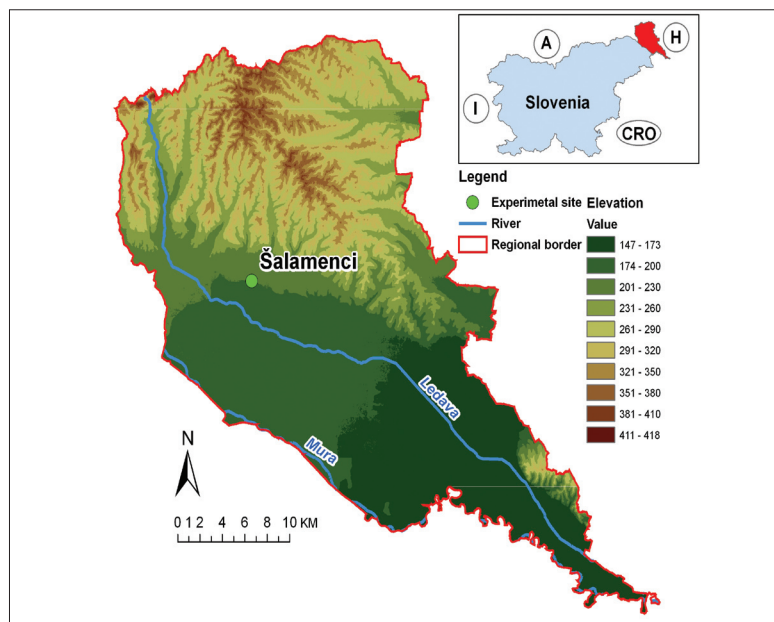 A
H
Slovenia
I
CRO
Legend
Experimetal site
River
Regional border
Elevation
Value
147 - 173
174 - 200
201 - 230
231 - 260
261 - 290
291 - 320
321 - 350
351 - 380
381 - 410
411 - 418
Šalamenci
Ledava
Mura
N
0 1 2 4 6 8 10 KM